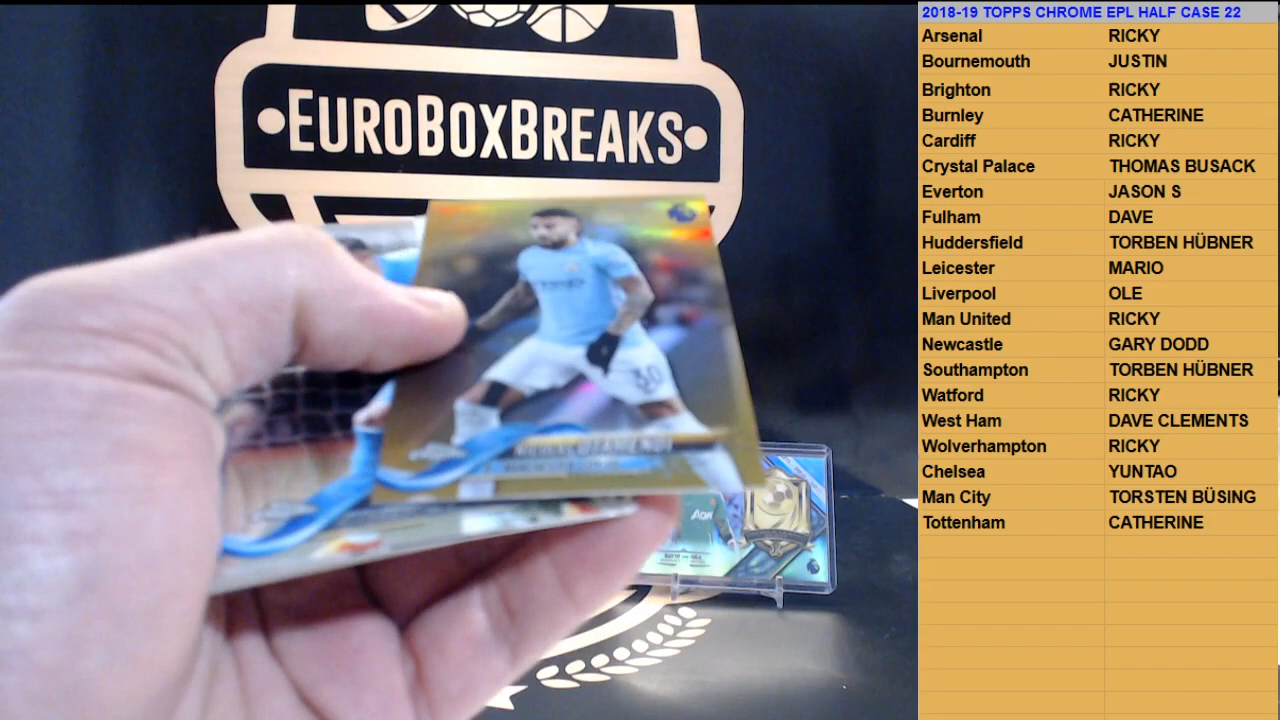 EUROBOXBREAKS
30
2018-19 TOPPS CHROME EPL HALF CASE 22
Arsenal RICKY
Bournemouth JUSTIN
Brighton RICKY
Burnley CATHERINE
Cardiff RICKY
Crystal Palace THOMAS BUSACK
Everton JASON S
Fulham DAVE
Huddersfield TORBEN HÜBNER
Leicester MARIO
Liverpool OLE
Man United RICKY
Newcastle GARY DODD
Southampton TORBEN HÜBNER
Watford RICKY
West Ham DAVE CLEMENTS
Wolverhampton RICKY
Chelsea YUNTAO
Man City TORSTEN BÜSING
Tottenham CATHERINE